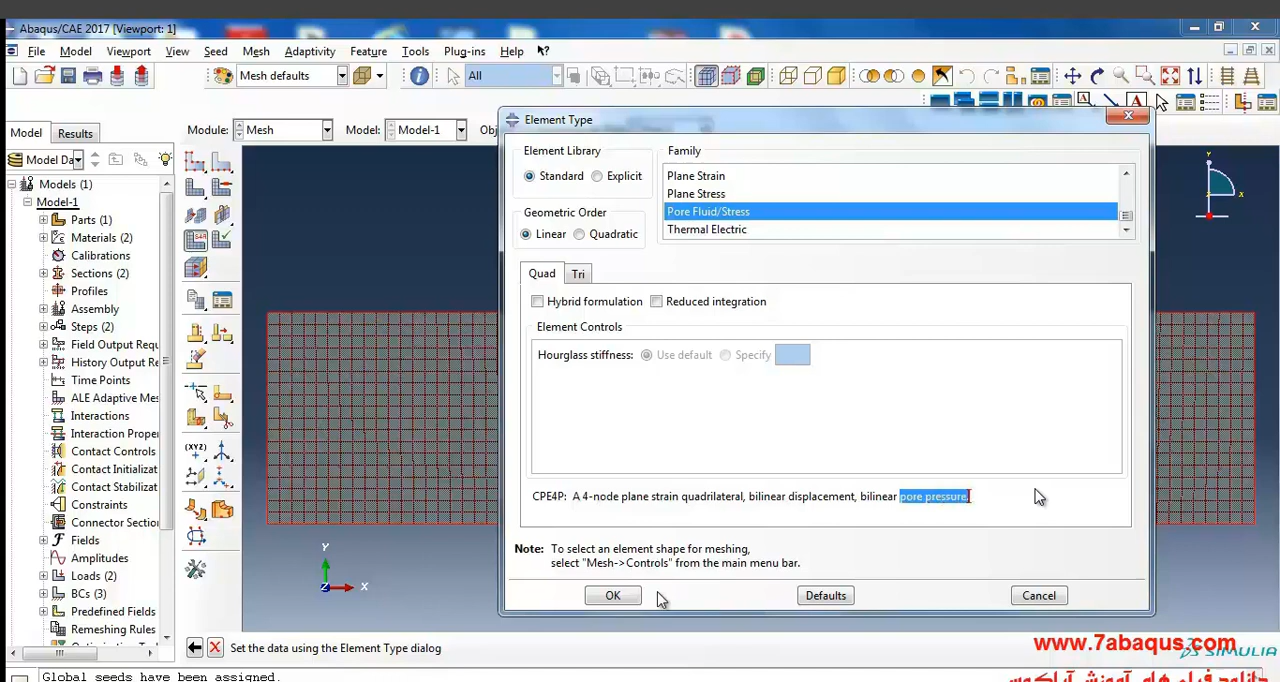 Abaqus/CAE 2017 [Viewport: 1]
File Model Viewport View Seed Mesh Adaptivity Feature Tools Plug-ins Help
Mesh defaults
All
Model Results
Module: Mesh Model: Model-1 Obj
Model Da
Models (1)
Model-1
Parts (1)
Materials (2)
Calibrations
Sections (2)
Profiles
Assembly
Steps (2)
Field Output Requ
History Output Re
Time Points
ALE Adaptive Me
Interactions
Interaction Prope
Contact Controls
Contact Initializat
Contact Stabilizat
Constraints
Connector Section
Fields
Amplitudes
Loads (2)
BCs (3)
Predefined Fields
Remeshing Rules
Element Type
Element Library
Standard Explicit
Geometric Order
Linear Quadratic
Family
Plane Strain
Plane Stress
Pore Fluid/Stress
Thermal Electric
Quad Tri
Hybrid formulation Reduced integration
Element Controls
Hourglass stiffness: Use default Specify
CPE4P: A 4-node plane strain quadrilateral, bilinear displacement, bilinear pore pressure.
Note: To select an element shape for meshing,
select "Mesh->Controls" from the main menu bar.
OK Defaults Cancel
Y
X
Z
Y
X
Set the data using the Element Type dialog
www.7abaqus.com
SIMULIA
Global seeds have been assigned.